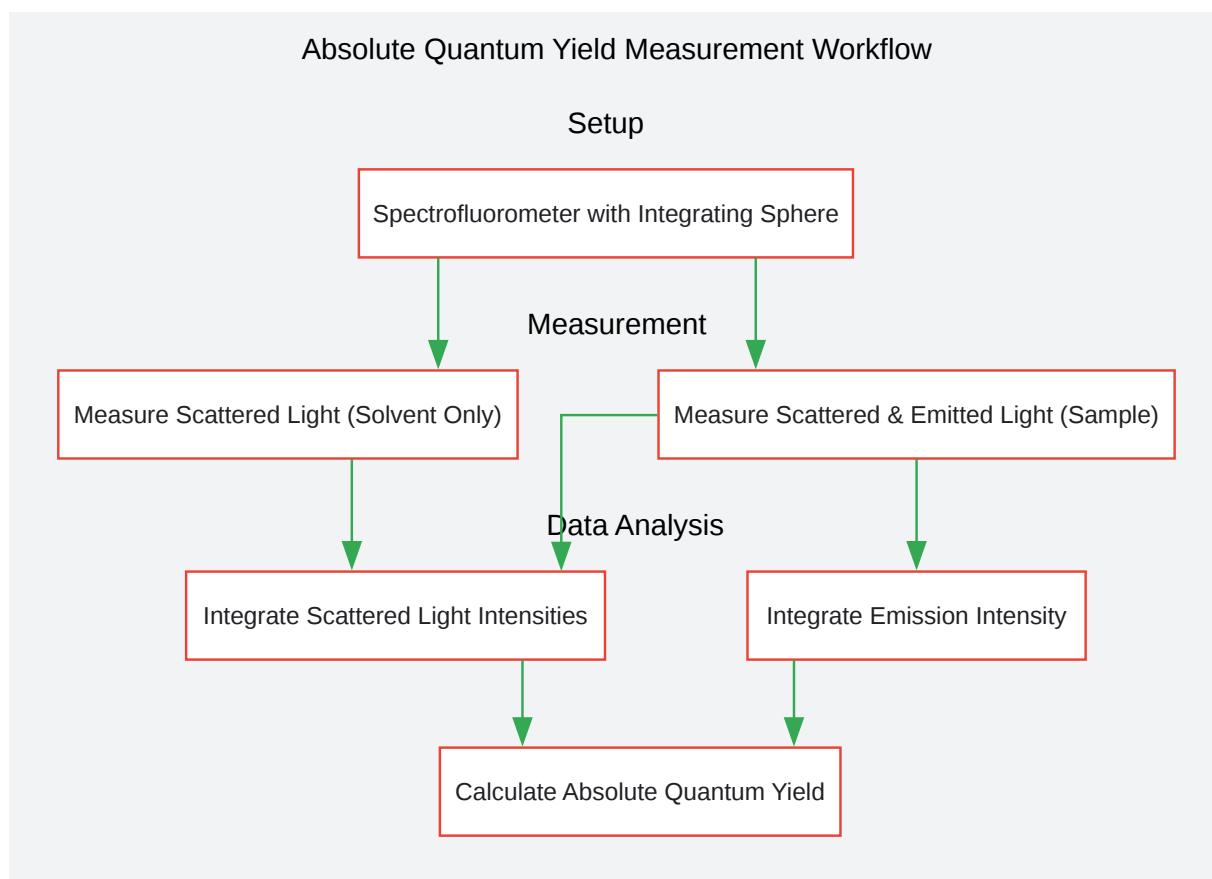 Absolute Quantum Yield Measurement Workflow
Setup
Spectrofluorometer with Integrating Sphere
Measurement
Measure Scattered Light (Solvent Only)
Measure Scattered & Emitted Light (Sample)
Data Analysis
Integrate Scattered Light Intensities
Integrate Emission Intensity
Calculate Absolute Quantum Yield